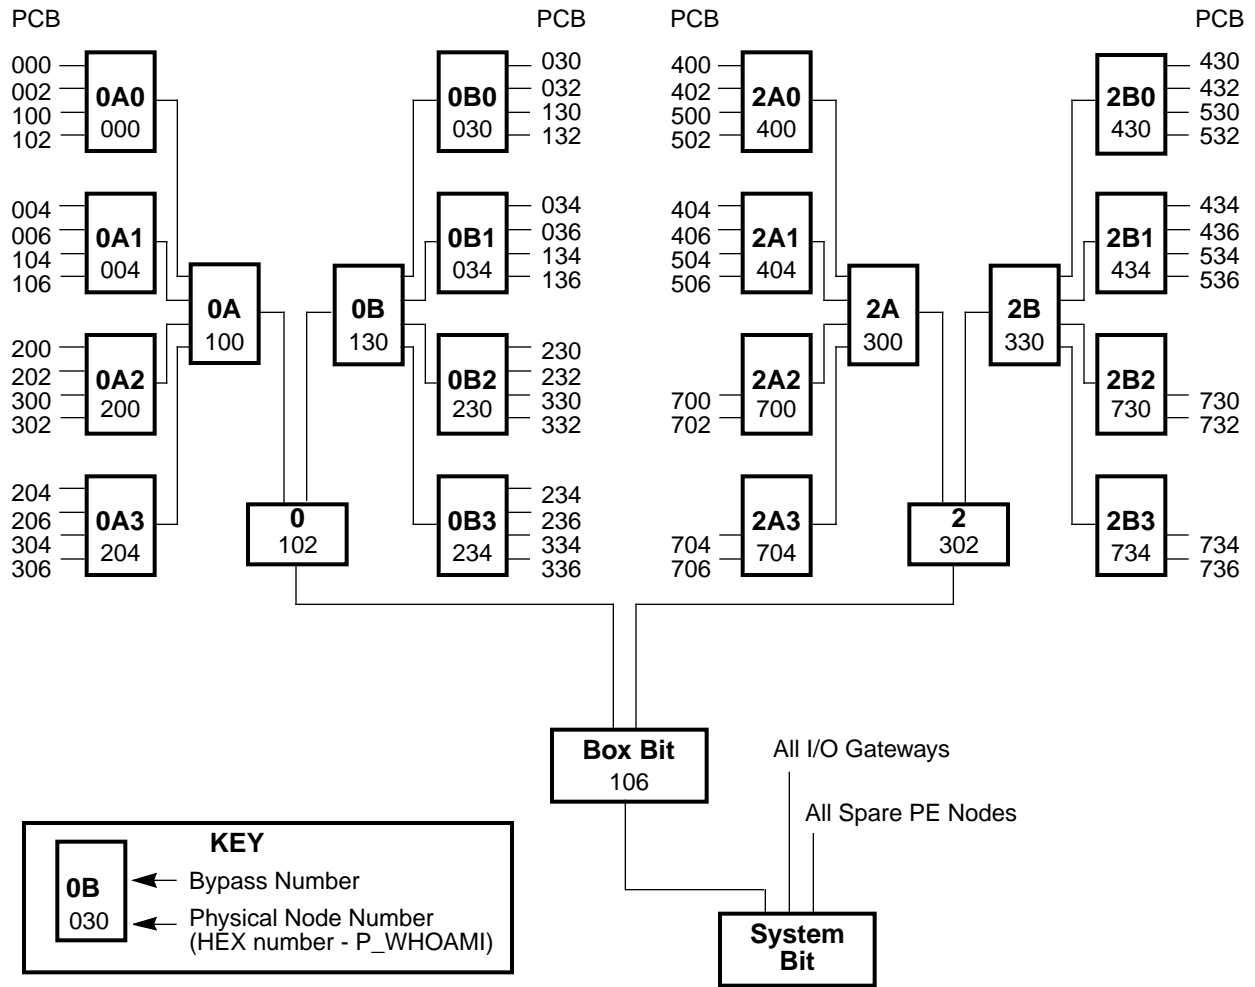 PCB PCB PCB PCB
000
002
100
102
0A0
000
004
006
104
106
0A1
004
200
202
300
302
0A2
200
204
206
304
306
0A3
204
0A
100
0B
130
0
102
0B0
030
030
032
130
132
0B1
034
034
036
134
136
0B2
230
230
232
330
332
0B3
234
234
236
334
336
400
402
500
502
2A0
400
404
406
504
506
2A1
404
700
702
2A2
700
704
706
2A3
704
2A
300
2B
330
2
302
2B0
430
430
432
530
532
2B1
434
434
436
534
536
2B2
730
730
732
2B3
734
734
736
Box Bit
106
All I/O Gateways
All Spare PE Nodes
System
Bit
KEY
0B
030
Bypass Number
Physical Node Number
(HEX number - P_WHOAMI)